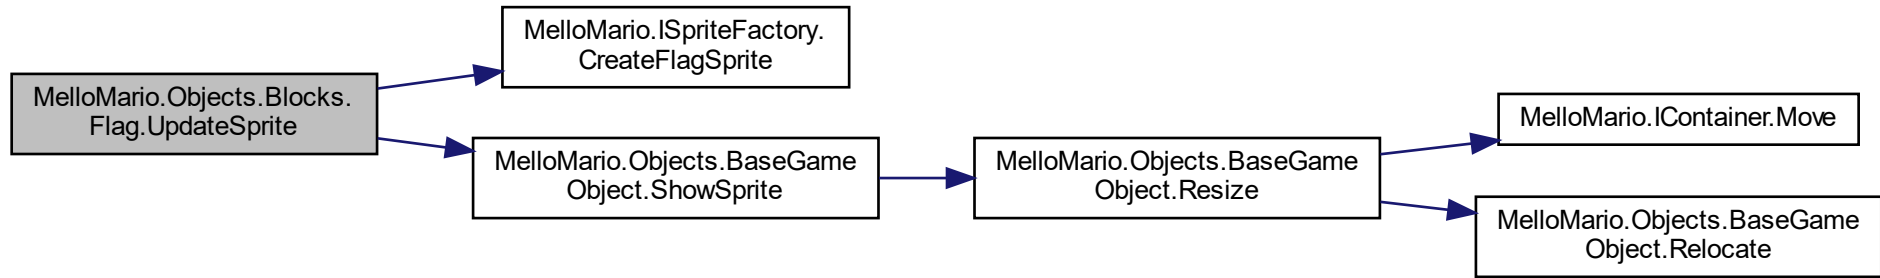 MelloMario.Objects.Blocks.
Flag.UpdateSprite
MelloMario.ISpriteFactory.
CreateFlagSprite
MelloMario.Objects.BaseGame
Object.ShowSprite
MelloMario.Objects.BaseGame
Object.Resize
MelloMario.IContainer.Move
MelloMario.Objects.BaseGame
Object.Relocate